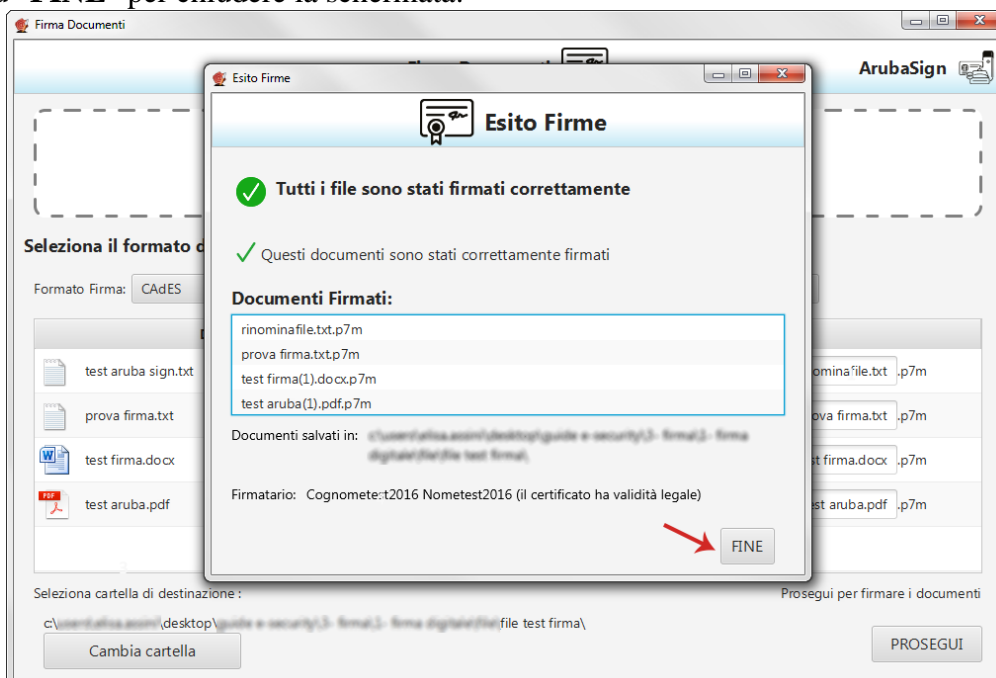 "FINE" per chiudere la schermata.
Firma Documenti
ArubaSign
Esito Firme
Esito Firme
Tutti i file sono stati firmati correttamente
Seleziona il formato
Questi documenti sono stati correttamente firmati
Formato Firma: CAdES
Documenti Firmati:
rinominafile.txt.p7m
prova firma.txt.p7m
test firma(1).docx.p7m
test aruba(1).pdf.p7m
test aruba sign.txt
ominafile.txt .p7m
prova firma.txt
ova firma.txt .p7m
test firma.docx
st firma.docx .p7m
test aruba.pdf
est aruba.pdf .p7m
Documenti salvati in:
Firmatario: Cognometest2016 Nometest2016 (il certificato ha validità legale)
FINE
Seleziona cartella di destinazione :
Prosegui per firmare i documenti
c:\ \desktop\ file test firma\
Cambia cartella
PROSEGUI